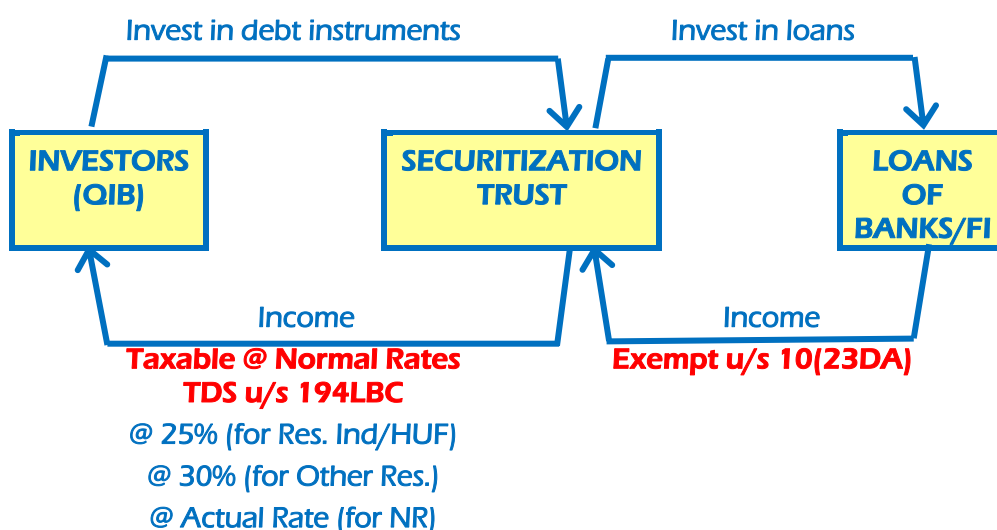 Invest in debt instruments
Invest in loans
INVESTORS
(QIB)
SECURITIZATION
TRUST
LOANS
OF
BANKS/FI
Income
Taxable @ Normal Rates
TDS u/s 194LBC
@ 25% (for Res. Ind/HUF)
@ 30% (for Other Res.)
@ Actual Rate (for NR)
Income
Exempt u/s 10(23DA)